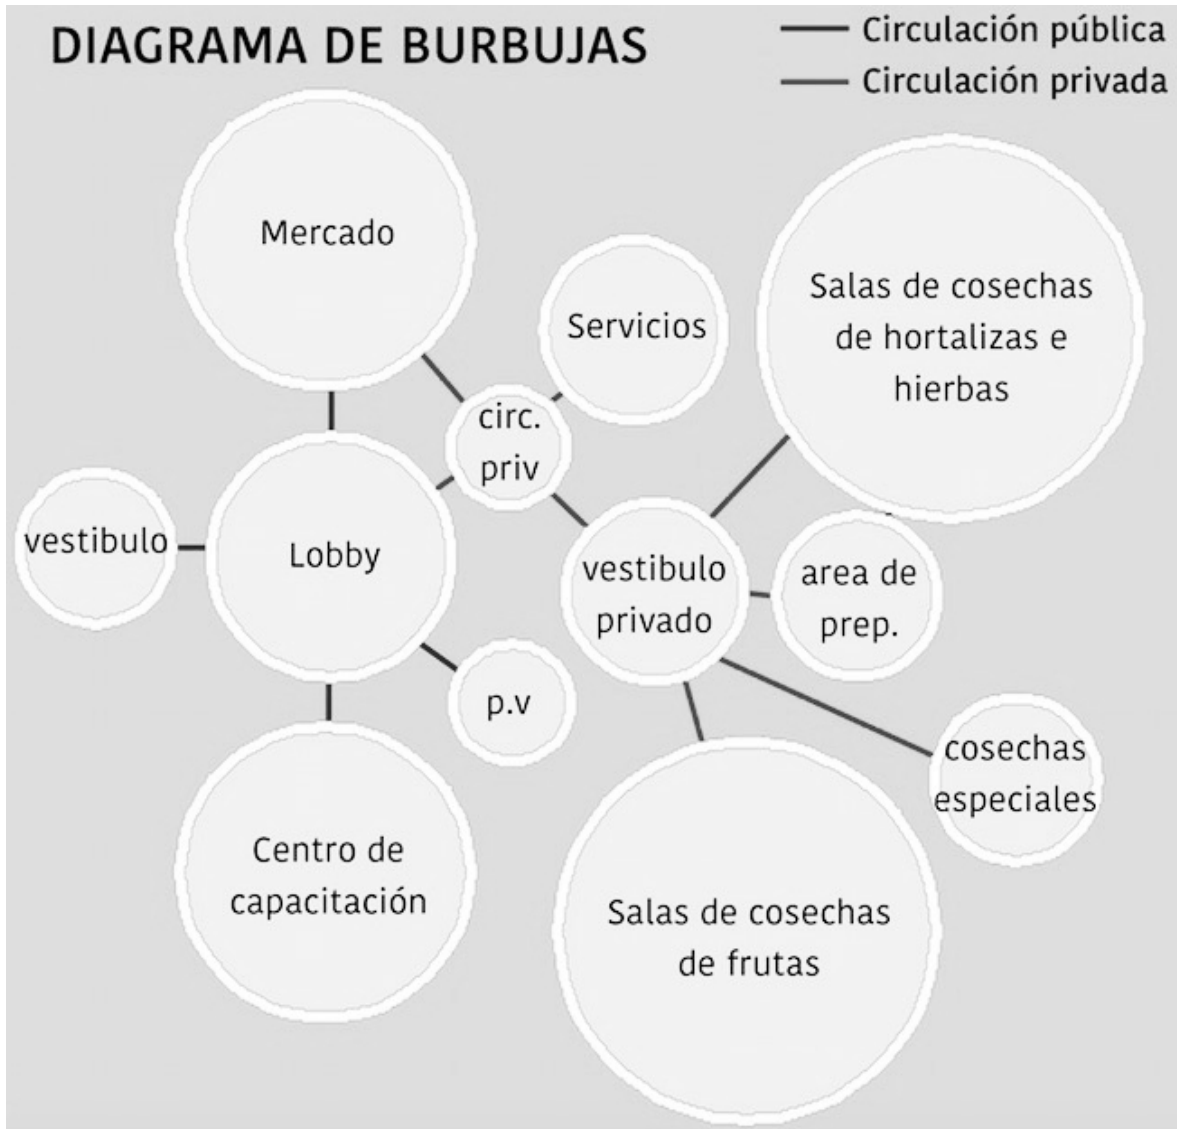 DIAGRAMA DE BURBUJAS
Circulación pública
Circulación privada
Mercado
Servicios
Salas de cosechas
de hortalizas e
hierbas
circ.
priv
vestibulo
Lobby
vestibulo
privado
area de
prep.
p.v
cosechas
especiales
Centro de
capacitación
Salas de cosechas
de frutas